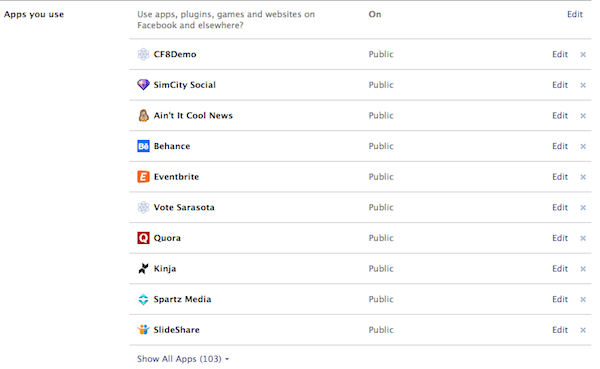 Apps you use
Use apps, plugins, games and websites on
Facebook and elsewhere?
On
Edit
CF8Demo Public Edit ×
SimCity Social Public Edit ×
Ain't It Cool News Public Edit ×
Bē Behance Public Edit ×
E Eventbrite Public Edit ×
Vote Sarasota Public Edit ×
Q Quora Public Edit ×
Kinja Public Edit ×
Spartz Media Public Edit ×
SlideShare Public Edit ×
Show All Apps (103)